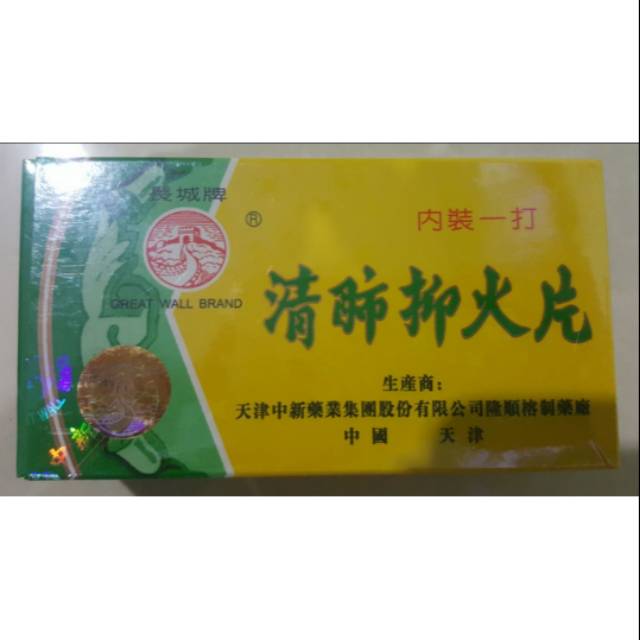 長城牌
®
GREAT WALL BRAND
内裝一打
清肺抑火片
生産商：
天津中新藥業集團股份有限公司隆順榕制藥廠
中國 天津